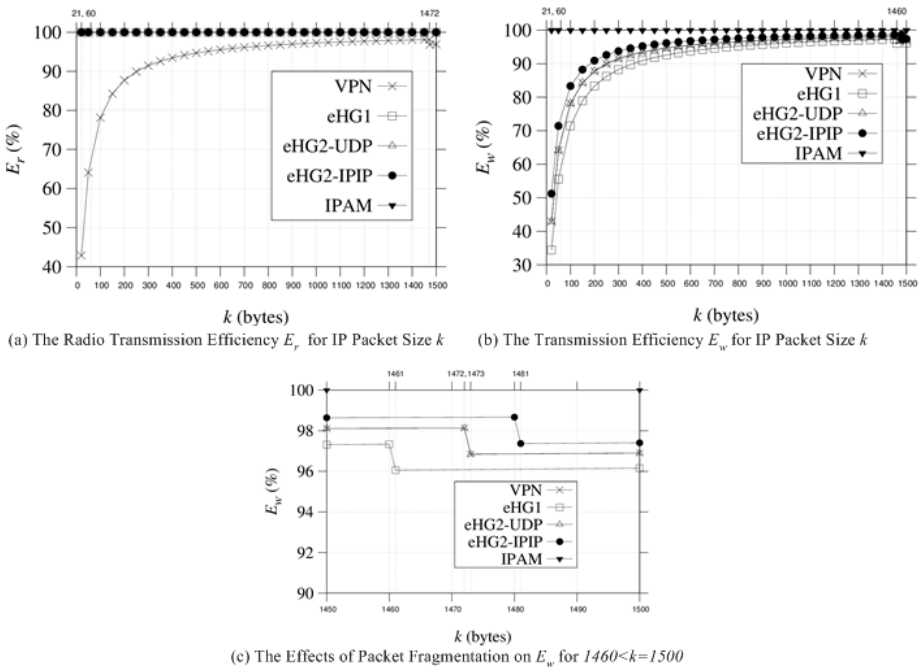 21, 60 1472
100
90
80
70
60
50
40
E_r (%)
VPN
eHG1
eHG2-UDP
eHG2-IPIP
IPAM
0 100 200 300 400 500 600 700 800 900 1000 1100 1200 1300 1400 1500
k (bytes)
(a) The Radio Transmission Efficiency E_r for IP Packet Size k
21, 60 1460
100
90
80
70
60
50
40
30
E_w (%)
VPN
eHG1
eHG2-UDP
eHG2-IPIP
IPAM
0 100 200 300 400 500 600 700 800 900 1000 1100 1200 1300 1400 1500
k (bytes)
(b) The Transmission Efficiency E_w for IP Packet Size k
1461 1472, 1473 1481
100
98
96
94
92
90
E_w (%)
VPN
eHG1
eHG2-UDP
eHG2-IPIP
IPAM
1450 1460 1470 1480 1490 1500
k (bytes)
(c) The Effects of Packet Fragmentation on E_w for 1460<k=1500